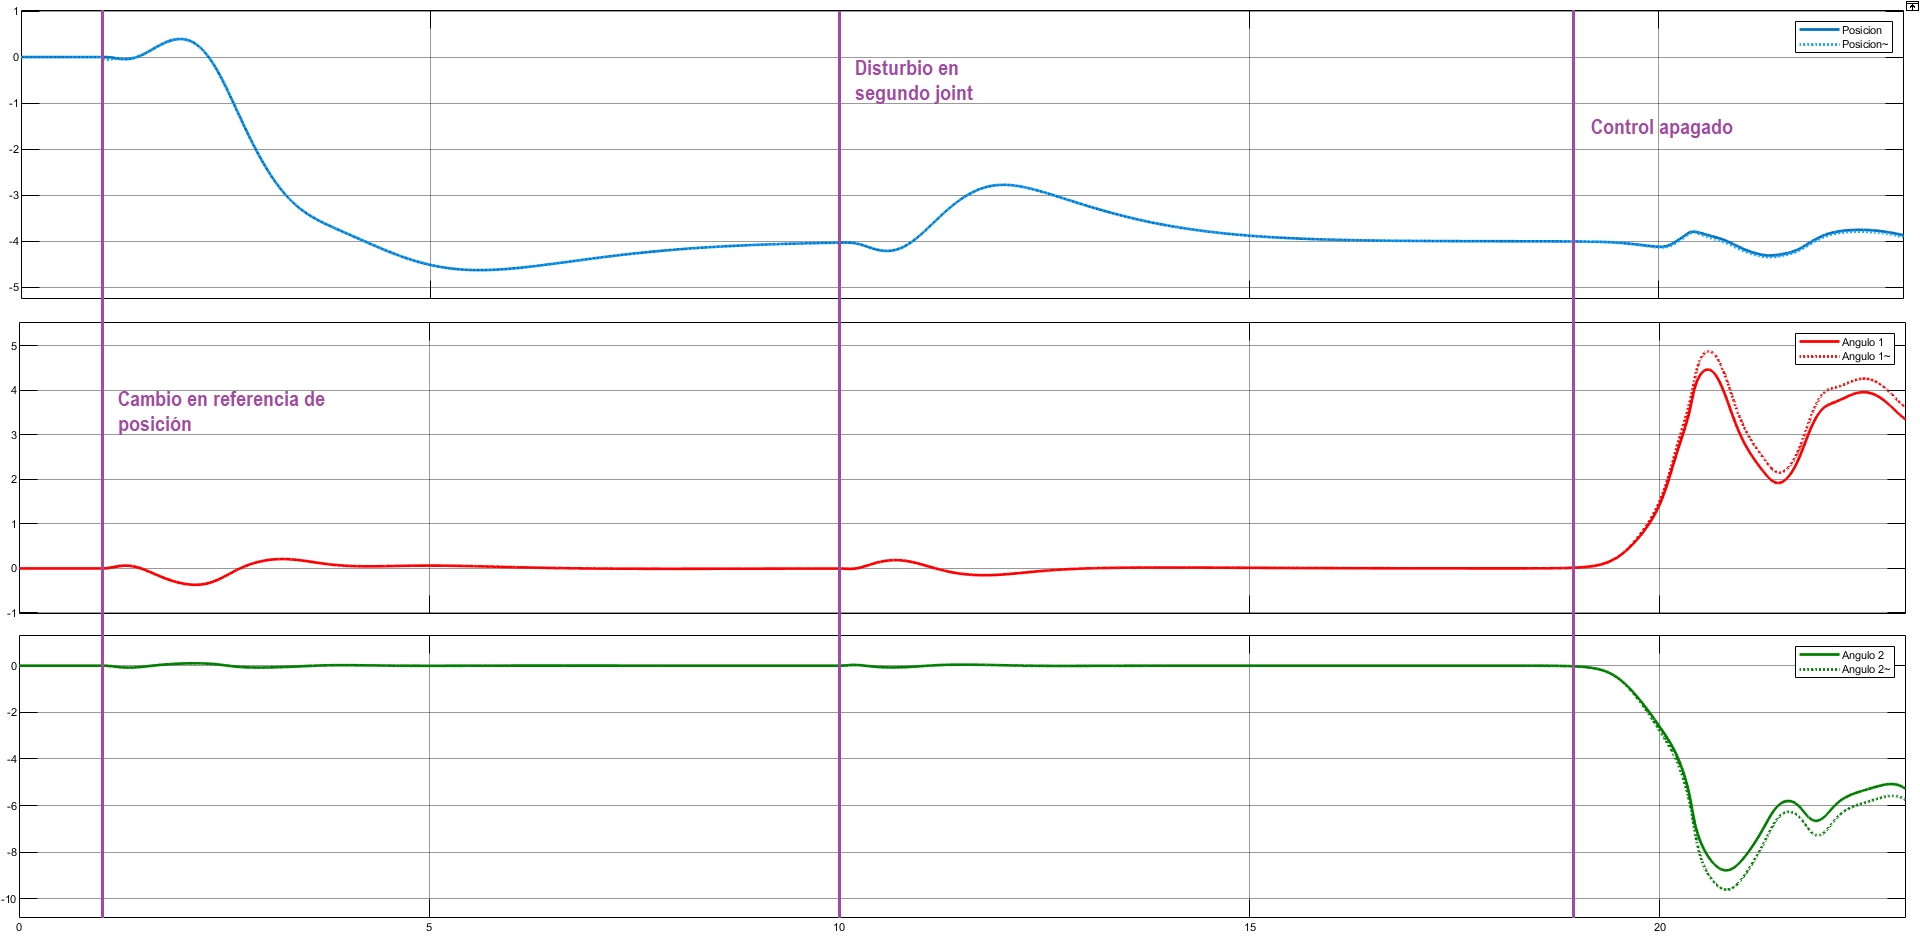 1
0
-1
-2
-3
-4
-5
Posicion
Posicion~
Disturbio en
segundo joint
Control apagado
5
4
3
2
1
0
-1
Angulo 1
Angulo 1~
Cambio en referencia de
posición
0
-2
-4
-6
-8
-10
Angulo 2
Angulo 2~
0 5 10 15 20